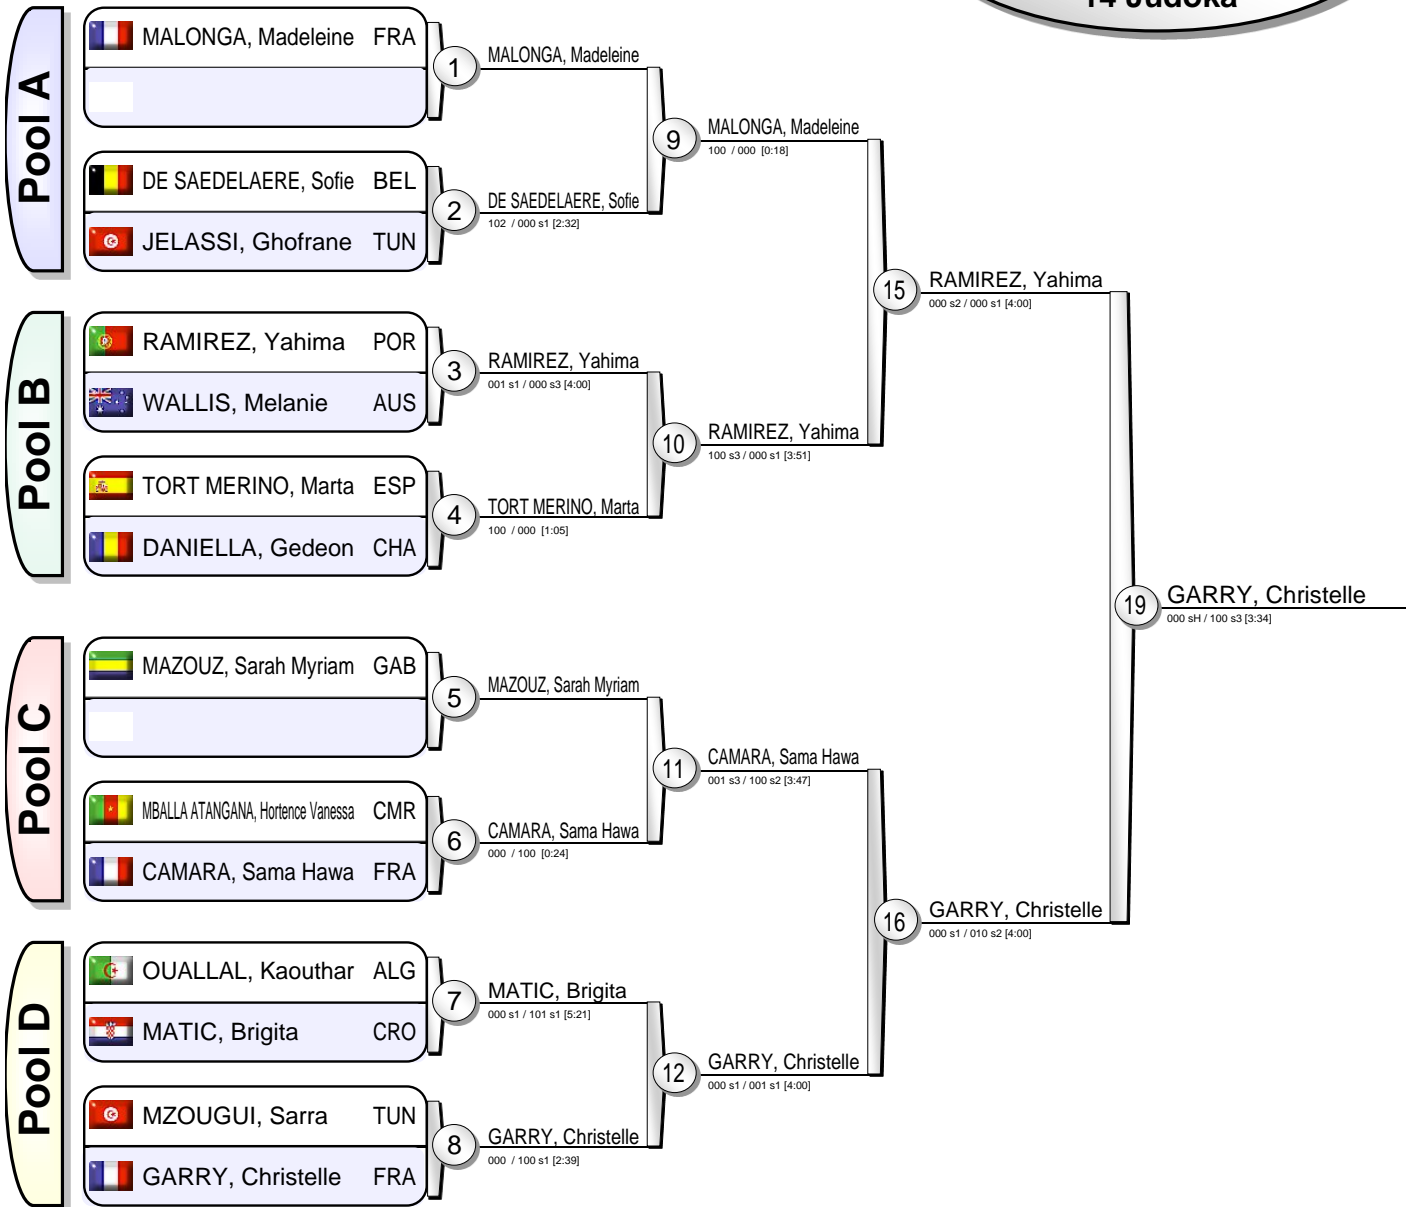 14 Judoka
Pool A
MALONGA, Madeleine FRA
1
MALONGA, Madeleine
DE SAEDELAERE, Sofie BEL
JELASSI, Ghofrane TUN
2
DE SAEDELAERE, Sofie
102 / 000 s1 [2:32]
9
MALONGA, Madeleine
100 / 000 [0:18]
Pool B
RAMIREZ, Yahima POR
WALLIS, Melanie AUS
3
RAMIREZ, Yahima
001 s1 / 000 s3 [4:00]
TORT MERINO, Marta ESP
DANIELLA, Gedeon CHA
4
TORT MERINO, Marta
100 / 000 [1:05]
10
RAMIREZ, Yahima
100 s3 / 000 s1 [3:51]
15
RAMIREZ, Yahima
000 s2 / 000 s1 [4:00]
Pool C
MAZOUZ, Sarah Myriam GAB
5
MAZOUZ, Sarah Myriam
MBALLA ATANGANA, Hortence Vanessa CMR
CAMARA, Sama Hawa FRA
6
CAMARA, Sama Hawa
000 / 100 [0:24]
11
CAMARA, Sama Hawa
001 s3 / 100 s2 [3:47]
Pool D
OUALLAL, Kaouthar ALG
MATIC, Brigita CRO
7
MATIC, Brigita
000 s1 / 101 s1 [5:21]
MZOUGUI, Sarra TUN
GARRY, Christelle FRA
8
GARRY, Christelle
000 / 100 s1 [2:39]
12
GARRY, Christelle
000 s1 / 001 s1 [4:00]
16
GARRY, Christelle
000 s1 / 010 s2 [4:00]
19
GARRY, Christelle
000 sH / 100 s3 [3:34]